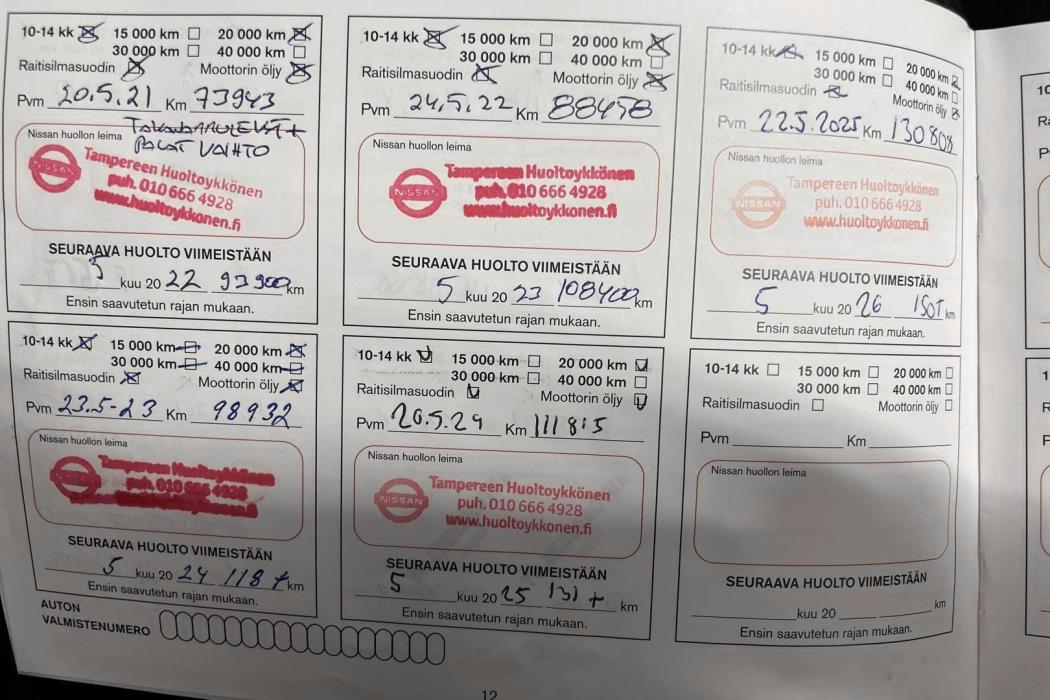 10-14 kk 15 000 km 20 000 km
30 000 km 40 000 km
Raitisilmasuodin Moottorin öljy
Pvm 20.5.21 Km 73943
Nissan huollon leima
PALAT VAIHTO
NISSAN
Tampereen Huoltoykkönen
puh. 010 666 4928
www.huoltoykkonen.fi
SEURAAVA HUOLTO VIIMEISTÄÄN
5 kuu 20 22 93900 km
Ensin saavutetun rajan mukaan.
10-14 kk 15 000 km 20 000 km
30 000 km 40 000 km
Raitisilmasuodin Moottorin öljy
Pvm 24.5.22 Km 88458
Nissan huollon leima
NISSAN
Tampereen Huoltoykkönen
puh. 010 666 4928
www.huoltoykkonen.fi
SEURAAVA HUOLTO VIIMEISTÄÄN
5 kuu 20 23 108400 km
Ensin saavutetun rajan mukaan.
10-14 kk 15 000 km 20 000 km
30 000 km 40 000 km
Raitisilmasuodin Moottorin öljy
Pvm 22.5.2025 Km 130808
Nissan huollon leima
NISSAN
Tampereen Huoltoykkönen
puh. 010 666 4928
www.huoltoykkonen.fi
SEURAAVA HUOLTO VIIMEISTÄÄN
5 kuu 20 26 km
Ensin saavutetun rajan mukaan.
10-14 kk 15 000 km 20 000 km
30 000 km 40 000 km
Raitisilmasuodin Moottorin öljy
Pvm 23.5-23 Km 98932
Nissan huollon leima
NISSAN
Tampereen Huoltoykkönen
puh. 010 666 4928
www.huoltoykkonen.fi
SEURAAVA HUOLTO VIIMEISTÄÄN
5 kuu 20 24 118 t km
Ensin saavutetun rajan mukaan.
10-14 kk 15 000 km 20 000 km
30 000 km 40 000 km
Raitisilmasuodin Moottorin öljy
Pvm 20.5.24 Km 111815
Nissan huollon leima
NISSAN
Tampereen Huoltoykkönen
puh. 010 666 4928
www.huoltoykkonen.fi
SEURAAVA HUOLTO VIIMEISTÄÄN
5 kuu 20 25 131 t km
Ensin saavutetun rajan mukaan.
10-14 kk 15 000 km 20 000 km
30 000 km 40 000 km
Raitisilmasuodin Moottorin öljy
Pvm Km
Nissan huollon leima
SEURAAVA HUOLTO VIIMEISTÄÄN
kuu 20 km
Ensin saavutetun rajan mukaan.
AUTON
VALMISTENUMERO
12